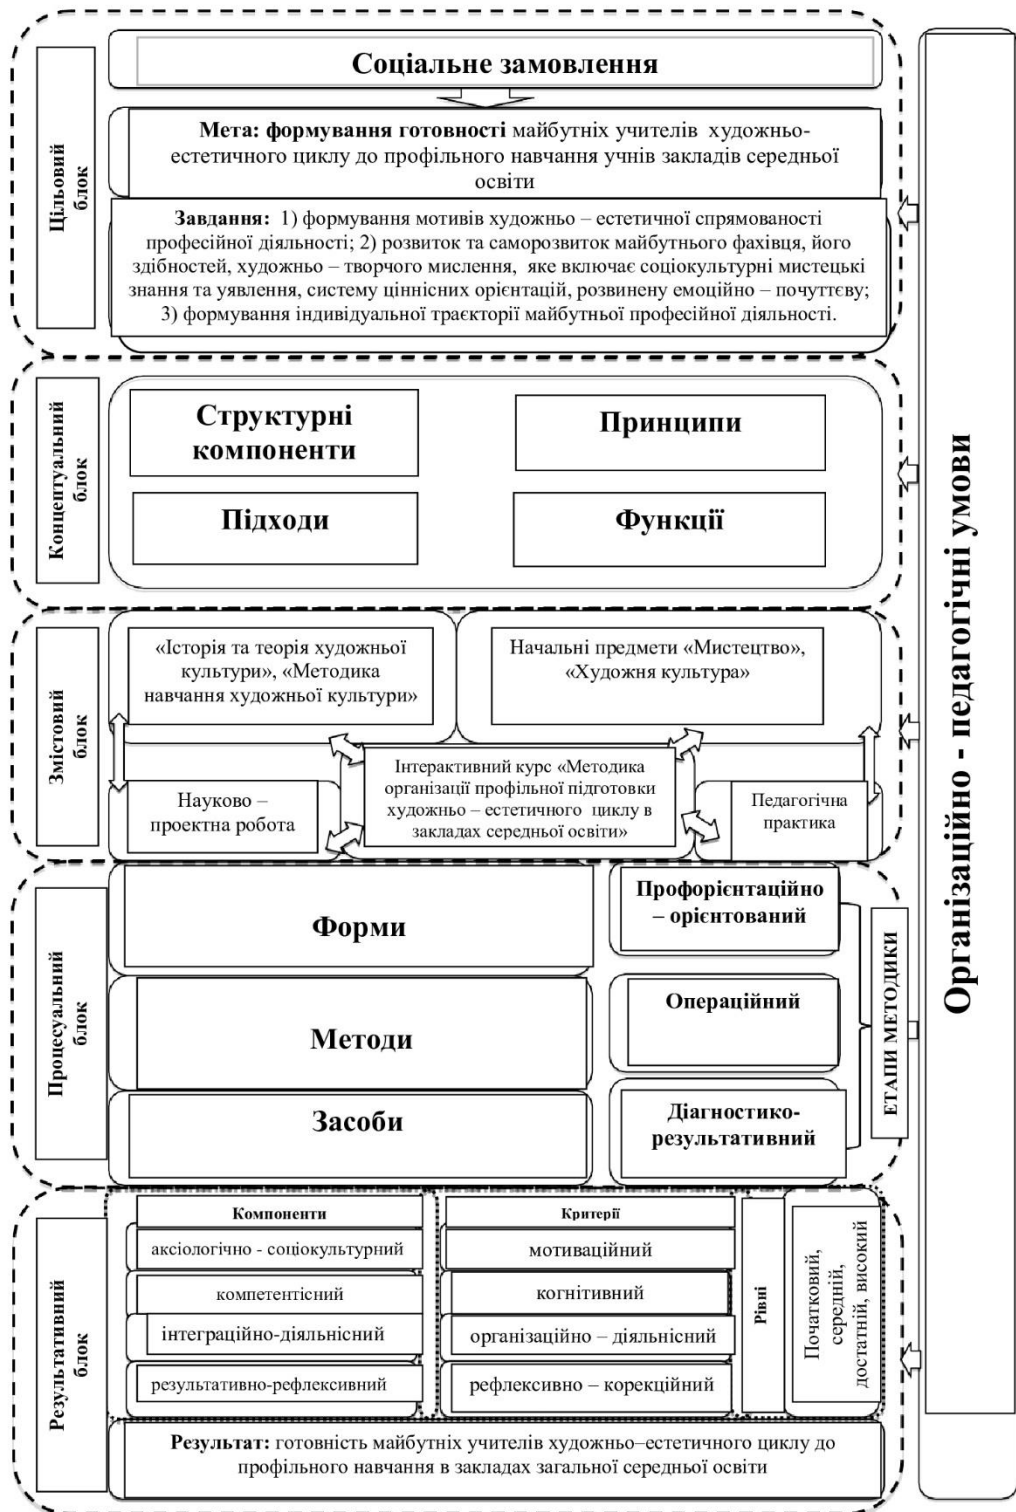 Соціальне замовлення
Цільовий
блок
Мета: формування готовності майбутніх учителів художньо-
естетичного циклу до профільного навчання учнів закладів середньої
освіти
Завдання: 1) формування мотивів художньо – естетичної спрямованості
професійної діяльності; 2) розвиток та саморозвиток майбутнього фахівця, його
здібностей, художньо – творчого мислення, яке включає соціокультурні мистецькі
знання та уявлення, систему ціннісних орієнтацій, розвинену емоційно – почуттєву;
3) формування індивідуальної траєкторії майбутньої професійної діяльності.
Концептуальний
блок
Структурні
компоненти
Принципи
Підходи
Функції
Змістовий
блок
«Історія та теорія художньої
культури», «Методика
навчання художньої культури»
Начальні предмети «Мистецтво»,
«Художня культура»
Науково –
проектна робота
Інтерактивний курс «Методика
організації профільної підготовки
художньо – естетичного циклу в
закладах середньої освіти»
Педагогічна
практика
Процесуальний
блок
Форми
Методи
Засоби
Профорієнтаційно
– орієнтований
Операційний
Діагностико-
результативний
ЕТАПИ МЕТОДИКИ
Результативний
блок
Компоненти
аксіологічно - соціокультурний
компетентісний
інтеграційно-діяльнісний
результативно-рефлексивний
Критерії
мотиваційний
когнітивний
організаційно – діяльнісний
рефлексивно – корекційний
Рівні
Початковий,
середній,
достатній, високий
Результат: готовність майбутніх учителів художньо–естетичного циклу до
профільного навчання в закладах загальної середньої освіти
Організаційно - педагогічні умови